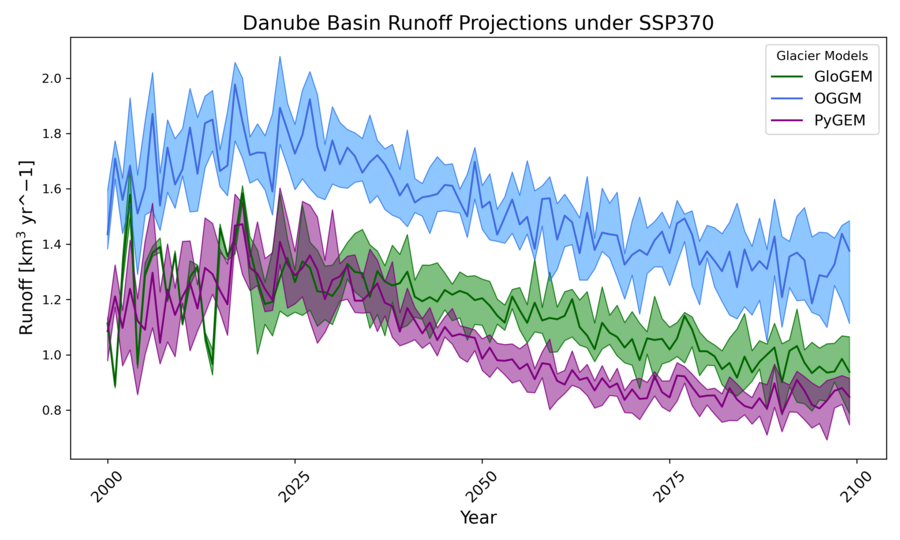 Danube Basin Runoff Projections under SSP370
Glacier Models
GloGEM
OGGM
PyGEM
Runoff [km³ yr^−1]
2.0
1.8
1.6
1.4
1.2
1.0
0.8
2000
2025
2050
2075
2100
Year